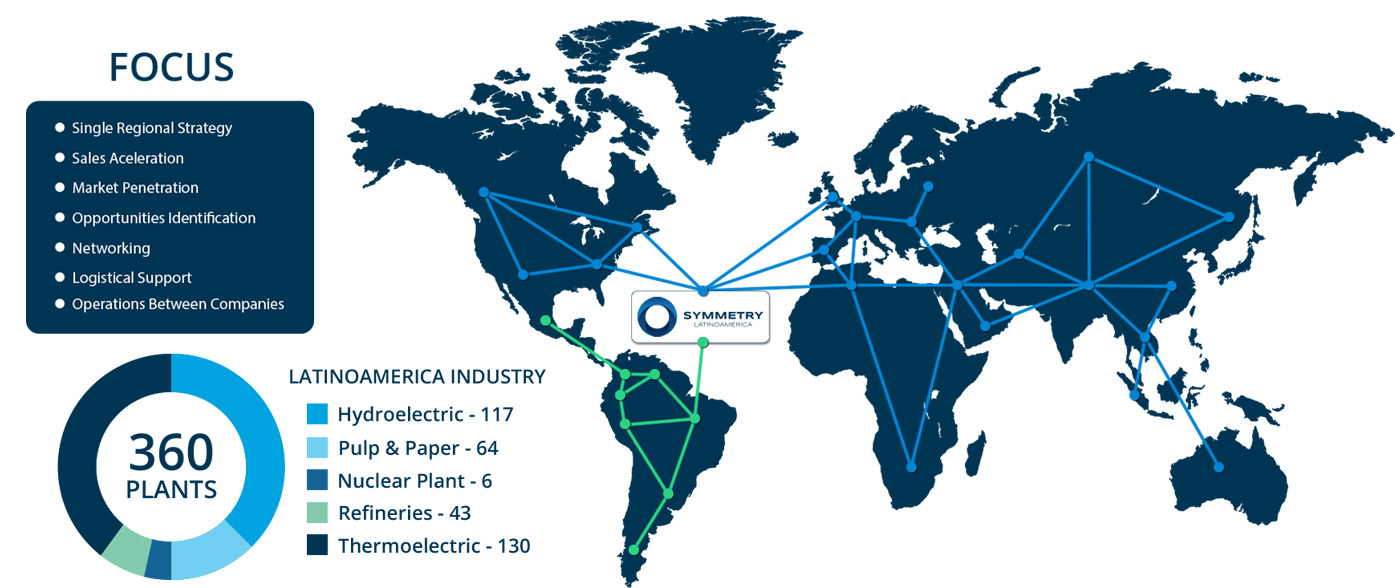 FOCUS
Single Regional Strategy
Sales Aceleration
Market Penetration
Opportunities Identification
Networking
Logistical Support
Operations Between Companies
SYMMETRY
LATINOAMERICA
360
PLANTS
LATINOAMERICA INDUSTRY
Hydroelectric - 117
Pulp & Paper - 64
Nuclear Plant - 6
Refineries - 43
Thermoelectric - 130